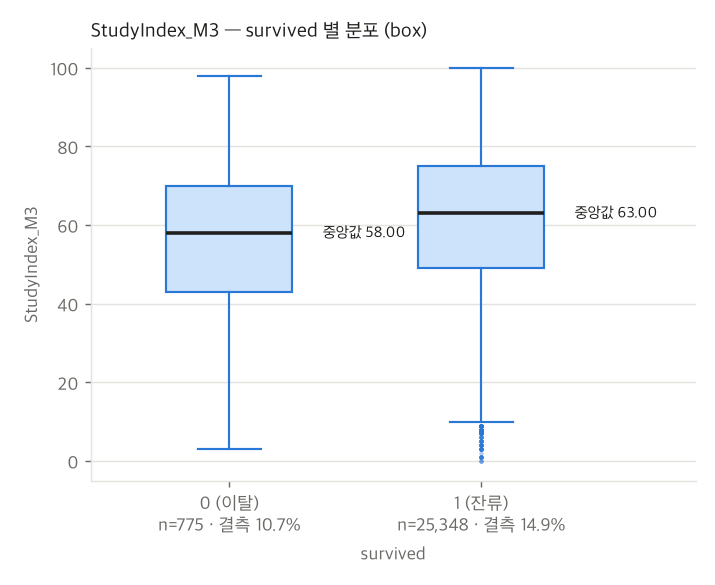 StudyIndex_M3 — survived 별 분포 (box)
StudyIndex_M3
100
80
60
40
20
0
중앙값 58.00
중앙값 63.00
0 (이탈)
n=775 · 결측 10.7%
1 (잔류)
n=25,348 · 결측 14.9%
survived